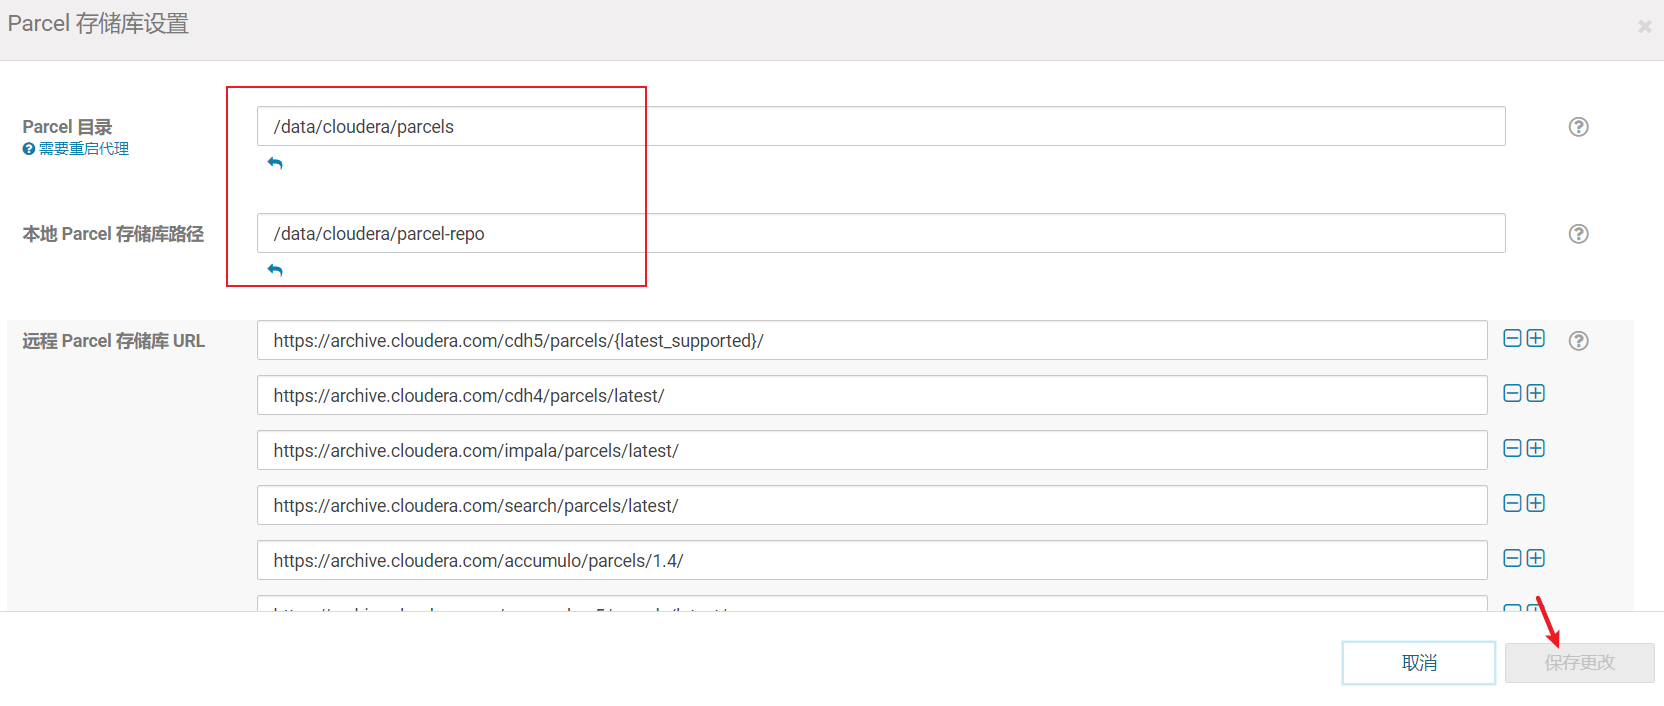 Parcel 存储库设置
Parcel 目录
需要重启代理
/data/cloudera/parcels
本地 Parcel 存储库路径
/data/cloudera/parcel-repo
远程 Parcel 存储库 URL
https://archive.cloudera.com/cdh5/parcels/{latest_supported}/
https://archive.cloudera.com/cdh4/parcels/latest/
https://archive.cloudera.com/impala/parcels/latest/
https://archive.cloudera.com/search/parcels/latest/
https://archive.cloudera.com/accumulo/parcels/1.4/
取消
保存更改